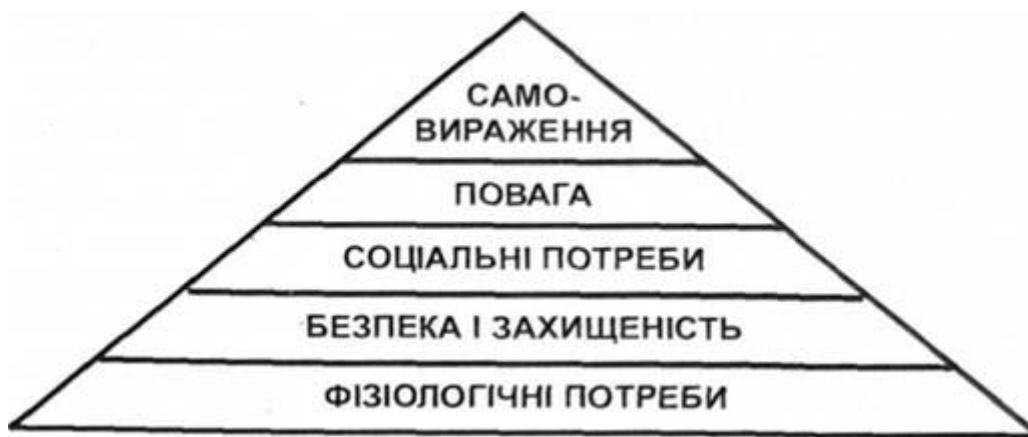 САМО-
ВИРАЖЕННЯ
ПОВАГА
СОЦІАЛЬНІ ПОТРЕБИ
БЕЗПЕКА І ЗАХИЩЕНІСТЬ
ФІЗІОЛОГІЧНІ ПОТРЕБИ